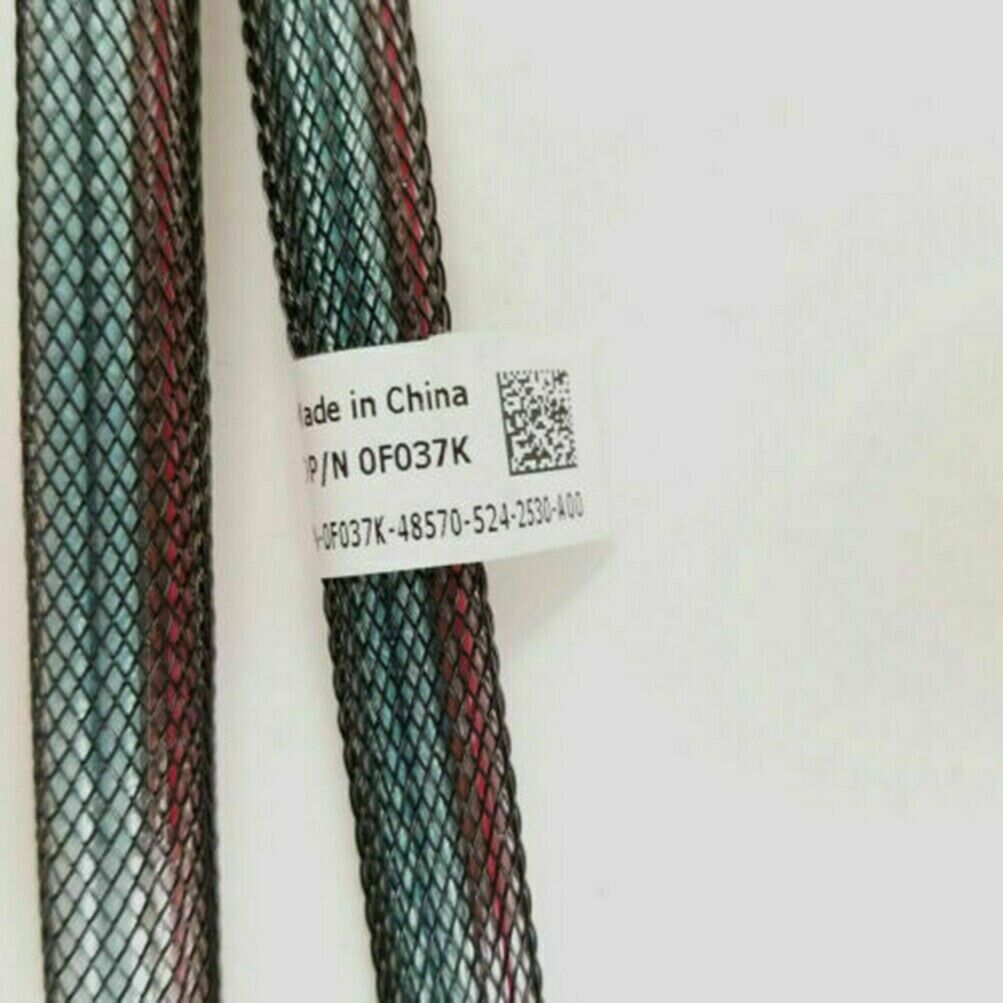 Made in China
P/N 0F037K
-0F037K-48570-524-2530-A00